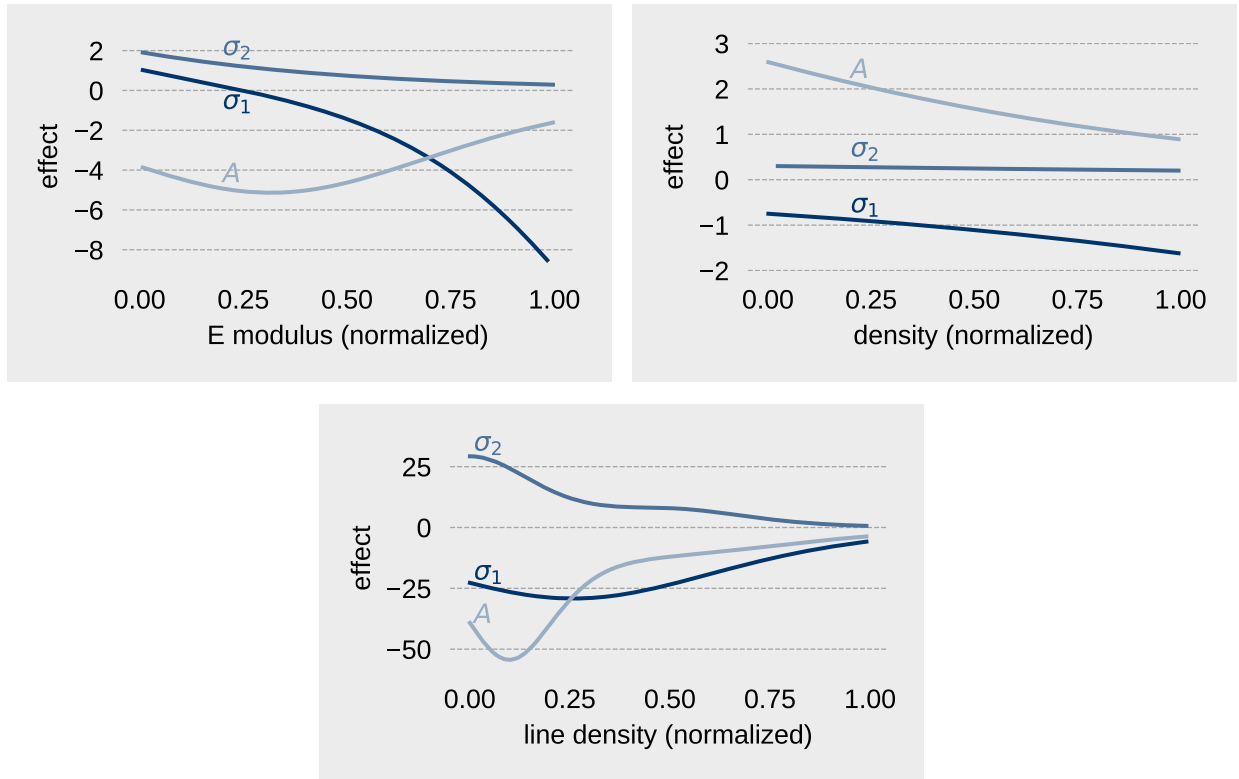 2
0
−2
−4
−6
−8
effect
σ2
σ1
A
0.00 0.25 0.50 0.75 1.00
E modulus (normalized)
3
2
1
0
−1
−2
effect
A
σ2
σ1
0.00 0.25 0.50 0.75 1.00
density (normalized)
25
0
−25
−50
effect
σ2
σ1
A
0.00 0.25 0.50 0.75 1.00
line density (normalized)